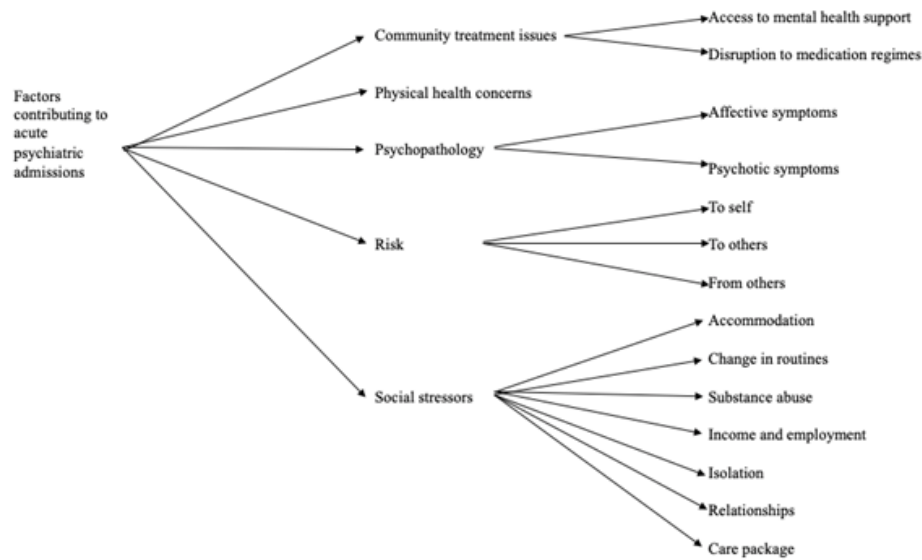 Factors
contributing to
acute
psychiatric
admissions
Community treatment issues
Access to mental health support
Disruption to medication regimes
Physical health concerns
Psychopathology
Affective symptoms
Psychotic symptoms
Risk
To self
To others
From others
Social stressors
Accommodation
Change in routines
Substance abuse
Income and employment
Isolation
Relationships
Care package